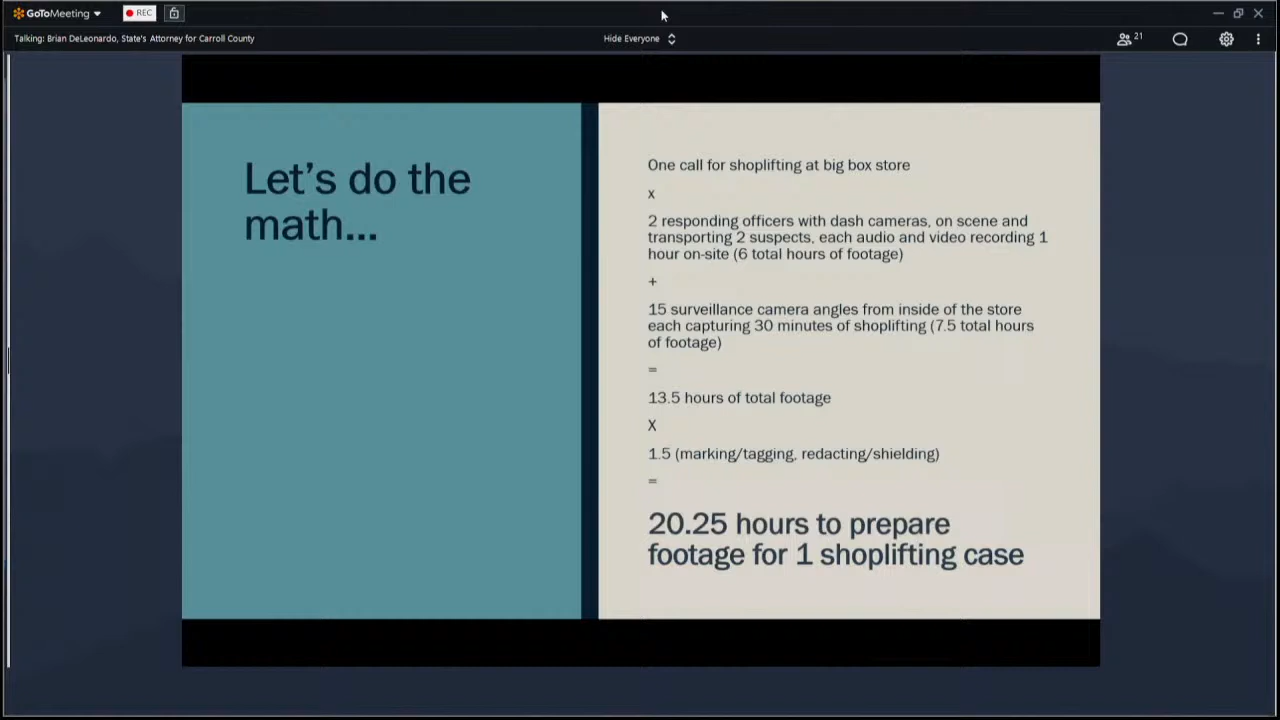 GoToMeeting
REC
Talking: Brian DeLeonardo, State's Attorney for Carroll County
Hide Everyone
21
Let's do the
math...
One call for shoplifting at big box store
x
2 responding officers with dash cameras, on scene and
transporting 2 suspects, each audio and video recording 1
hour on-site (6 total hours of footage)
+
15 surveillance camera angles from inside of the store
each capturing 30 minutes of shoplifting (7.5 total hours
of footage)
=
13.5 hours of total footage
X
1.5 (marking/tagging, redacting/shielding)
=
20.25 hours to prepare
footage for 1 shoplifting case